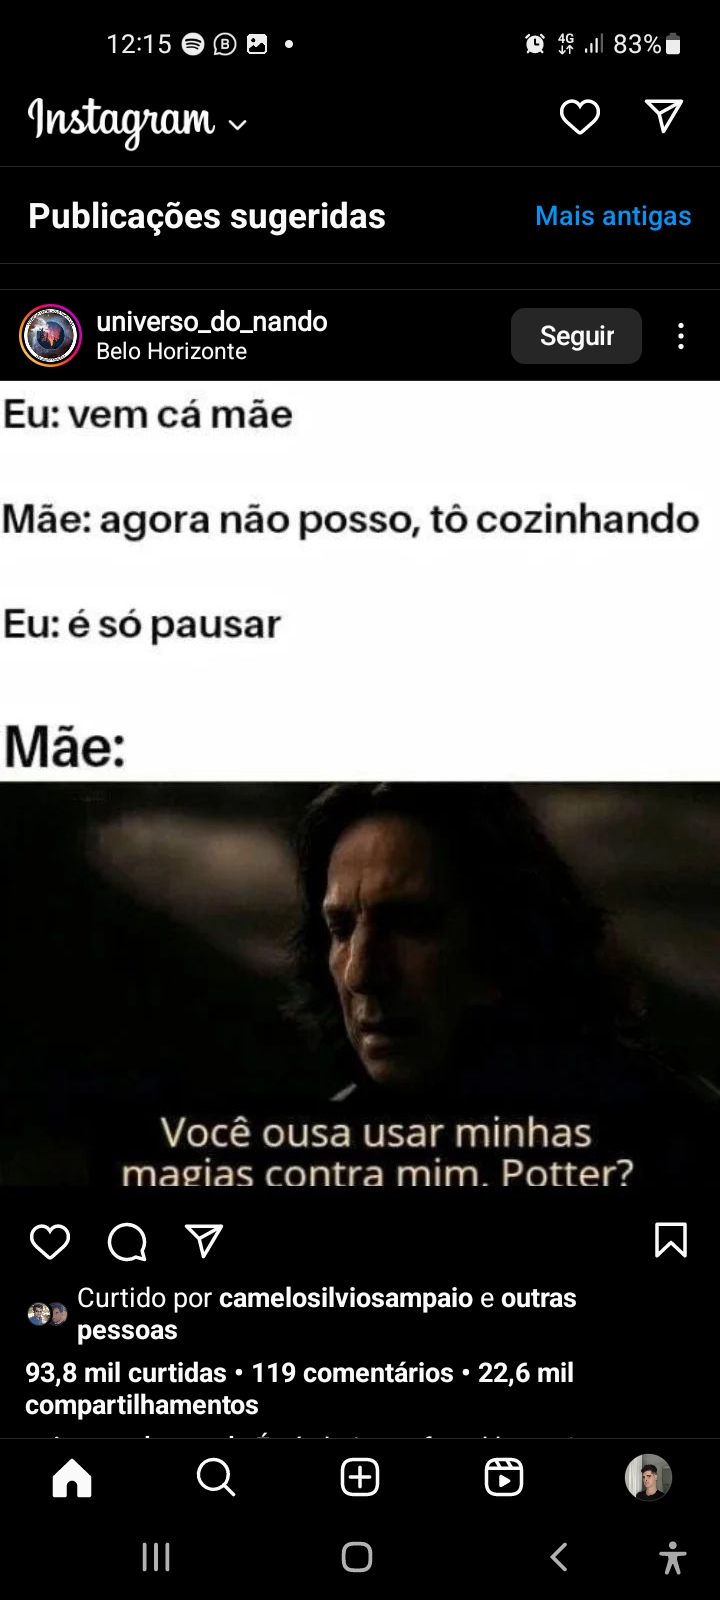 12:15
4G
83%
Instagram
Publicações sugeridas
Mais antigas
universo_do_nando
Seguir
Belo Horizonte
Eu: vem cá mãe
Mãe: agora não posso, tô cozinhando
Eu: é só pausar
Mãe:
Você ousa usar minhas
magias contra mim, Potter?
Curtido por camelosilviosampaio e outras
pessoas
93,8 mil curtidas • 119 comentários • 22,6 mil
compartilhamentos